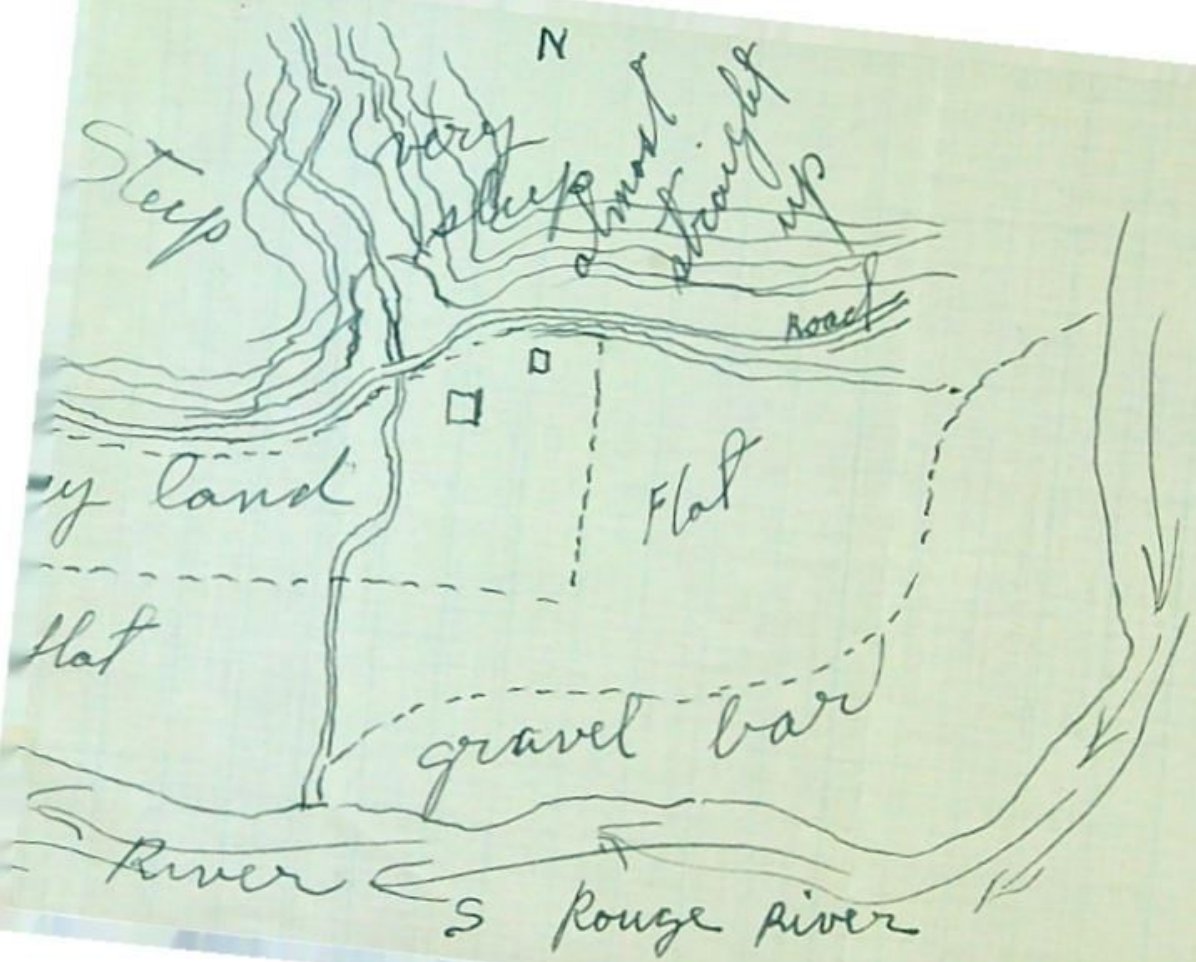 N
Steep
very
steep
almost
straight
up
Road
y land
Flat
flat
gravel bar
River
S Rouge River